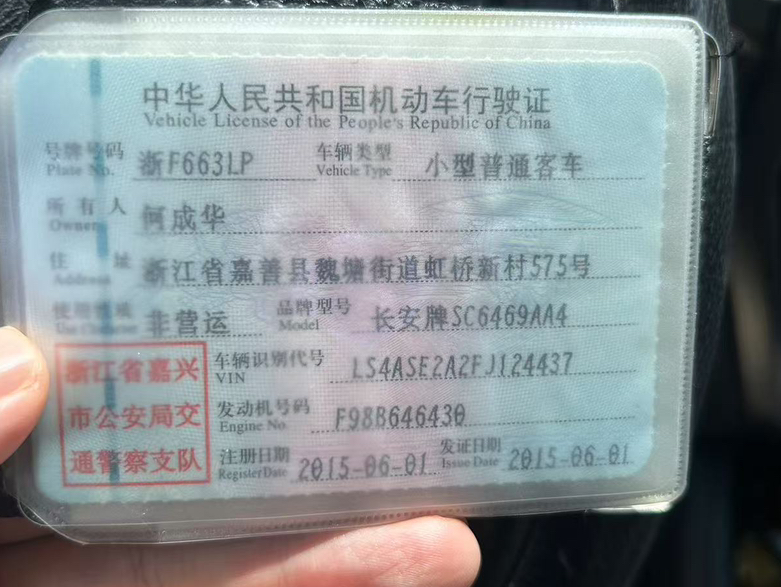 中华人民共和国机动车行驶证
Vehicle License of the People's Republic of China
号牌号码 浙F663LP 车辆类型 小型普通客车
Plate No. Vehicle Type
所有人 何成华
Owner
住址 浙江省嘉善县魏塘街道虹桥新村575号
Address
使用性质 非营运 品牌型号 长安牌SC6469AA4
Use Character Model
浙江省嘉兴
市公安局交
通警察支队
车辆识别代号 LS4ASE2A2FJ124437
VIN
发动机号码 F98B646430
Engine No.
注册日期 2015-06-01 发证日期 2015-06-01
Register Date Issue Date